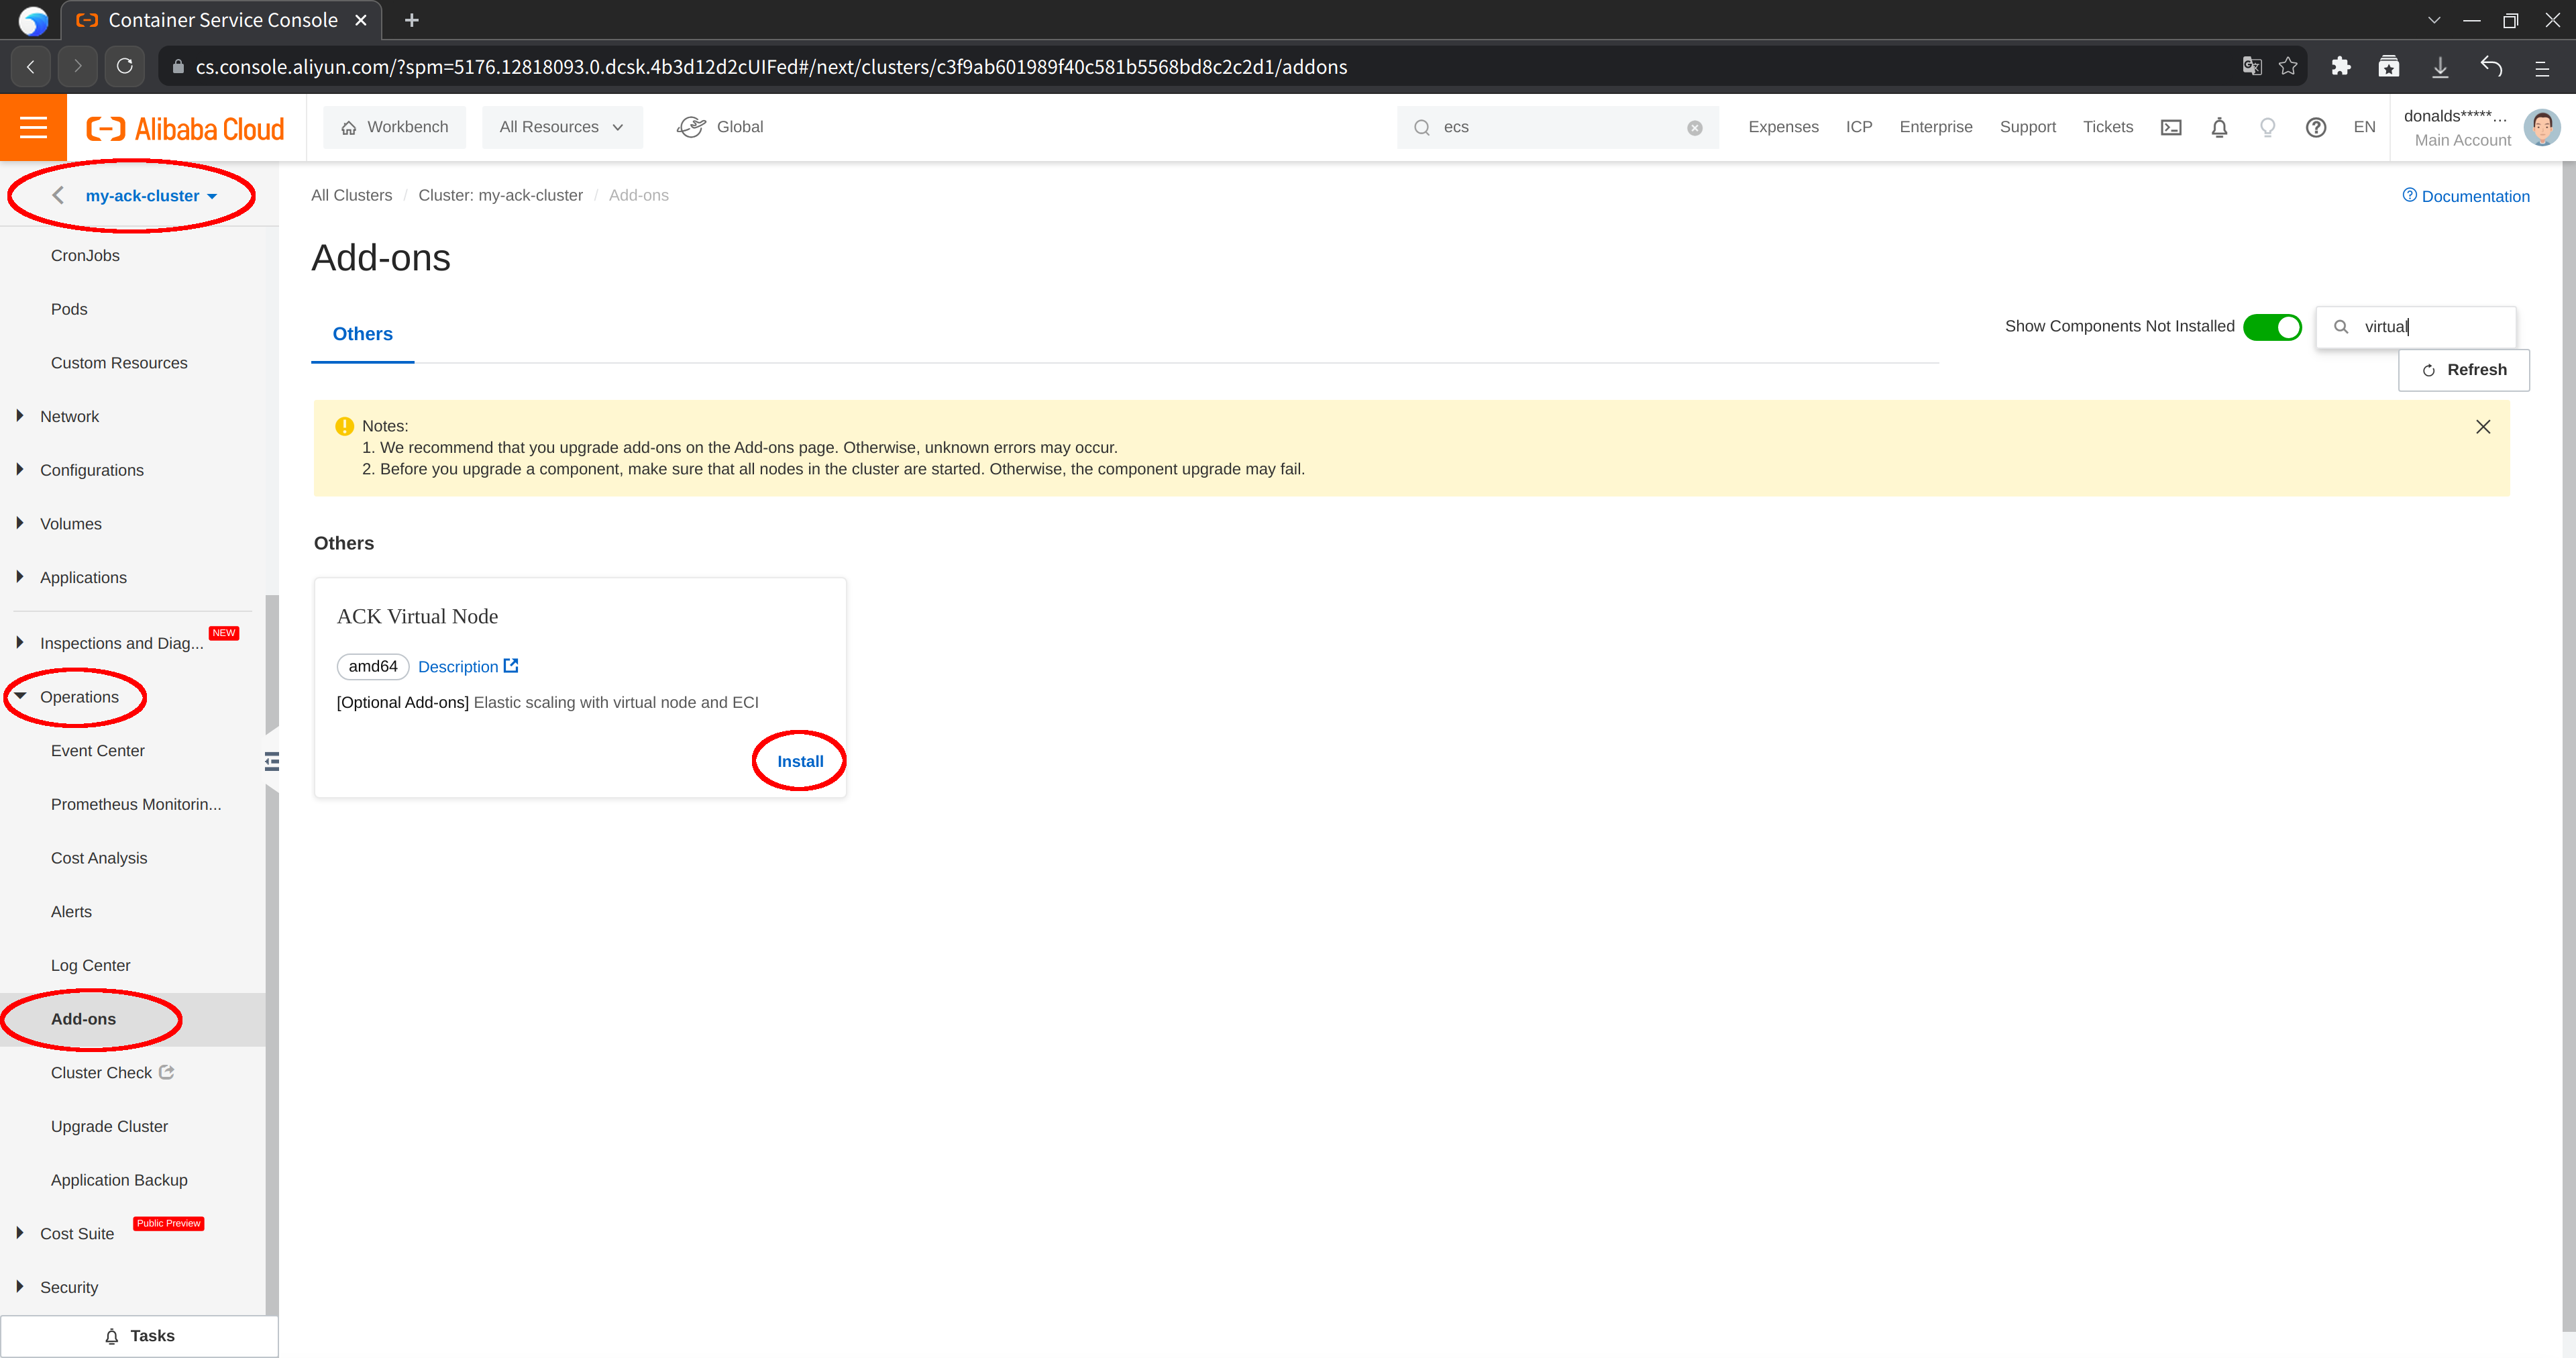 Container Service Console
cs.console.aliyun.com/?spm=5176.12818093.0.dcsk.4b3d12d2cUIFed#/next/clusters/c3f9ab601989f40c581b5568bd8c2c2d1/addons
Alibaba Cloud
Workbench
All Resources
Global
ecs
Expenses
ICP
Enterprise
Support
Tickets
EN
donalds*****...
Main Account
my-ack-cluster
CronJobs
Pods
Custom Resources
Network
Configurations
Volumes
Applications
Inspections and Diag...
NEW
Operations
Event Center
Prometheus Monitorin...
Cost Analysis
Alerts
Log Center
Add-ons
Cluster Check
Upgrade Cluster
Application Backup
Cost Suite
Public Preview
Security
Tasks
All Clusters / Cluster: my-ack-cluster / Add-ons
Documentation
Add-ons
Others
Show Components Not Installed
virtual
Refresh
Notes:
1. We recommend that you upgrade add-ons on the Add-ons page. Otherwise, unknown errors may occur.
2. Before you upgrade a component, make sure that all nodes in the cluster are started. Otherwise, the component upgrade may fail.
Others
ACK Virtual Node
amd64 Description
[Optional Add-ons] Elastic scaling with virtual node and ECI
Install